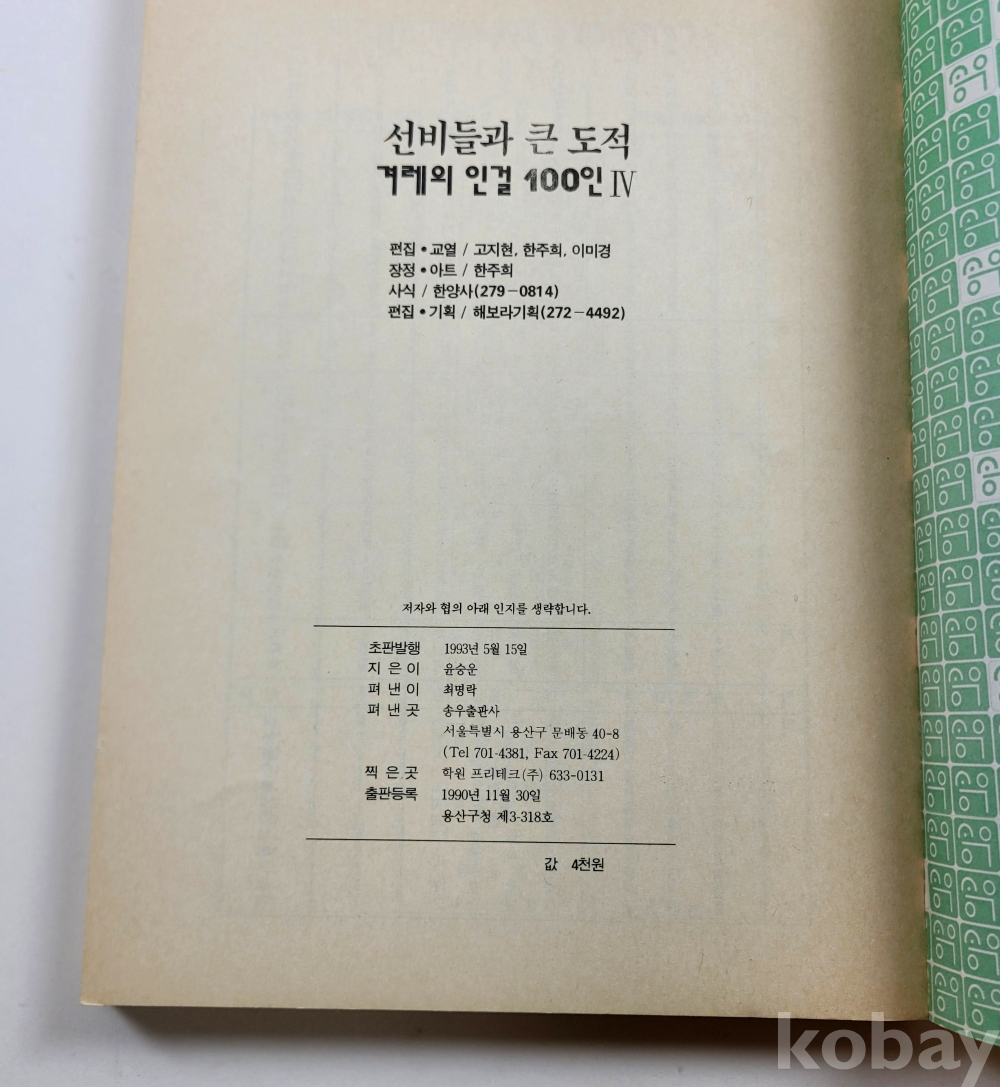 선비들과 큰 도적
겨레의 인걸 100인 Ⅳ
편집•교열 / 고지현, 한주희, 이미경
장정•아트 / 한주희
사식 / 한양사(279-0814)
편집•기획 / 해보라기획(272-4492)
저자와 협의 아래 인지를 생략합니다.
초판발행 1993년 5월 15일
지 은 이 윤승운
펴 낸 이 최명락
펴 낸 곳 송우출판사
서울특별시 용산구 문배동 40-8
(Tel 701-4381, Fax 701-4224)
찍 은 곳 학원 프리테크(주) 633-0131
출판등록 1990년 11월 30일
용산구청 제3-318호
값 4천원
kobay